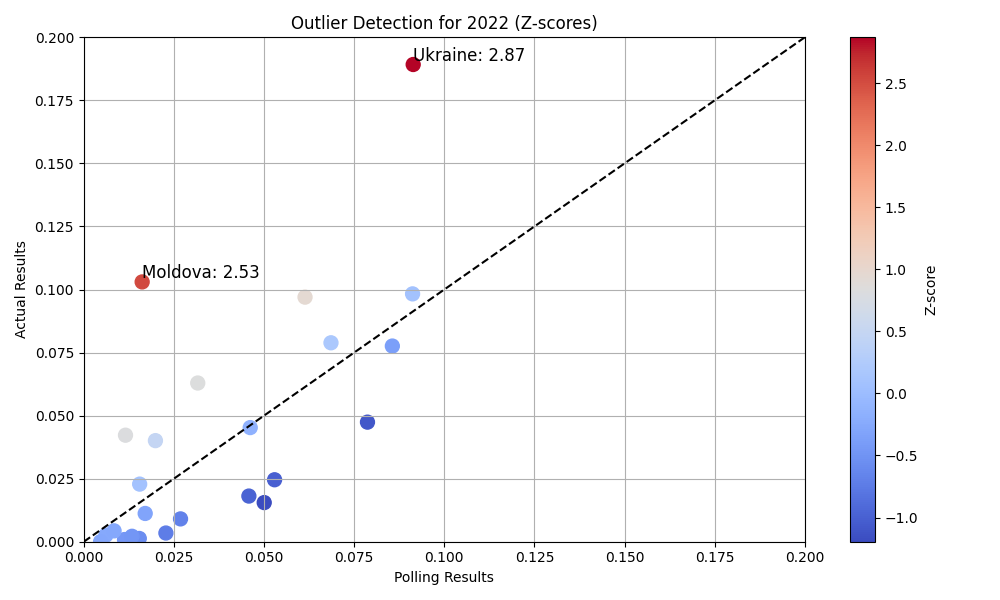 Outlier Detection for 2022 (Z-scores)
0.200
0.175
0.150
0.125
0.100
0.075
0.050
0.025
0.000
Actual Results
Ukraine: 2.87
Moldova: 2.53
0.000 0.025 0.050 0.075 0.100 0.125 0.150 0.175 0.200
Polling Results
2.5
2.0
1.5
1.0
0.5
0.0
−0.5
−1.0
Z-score